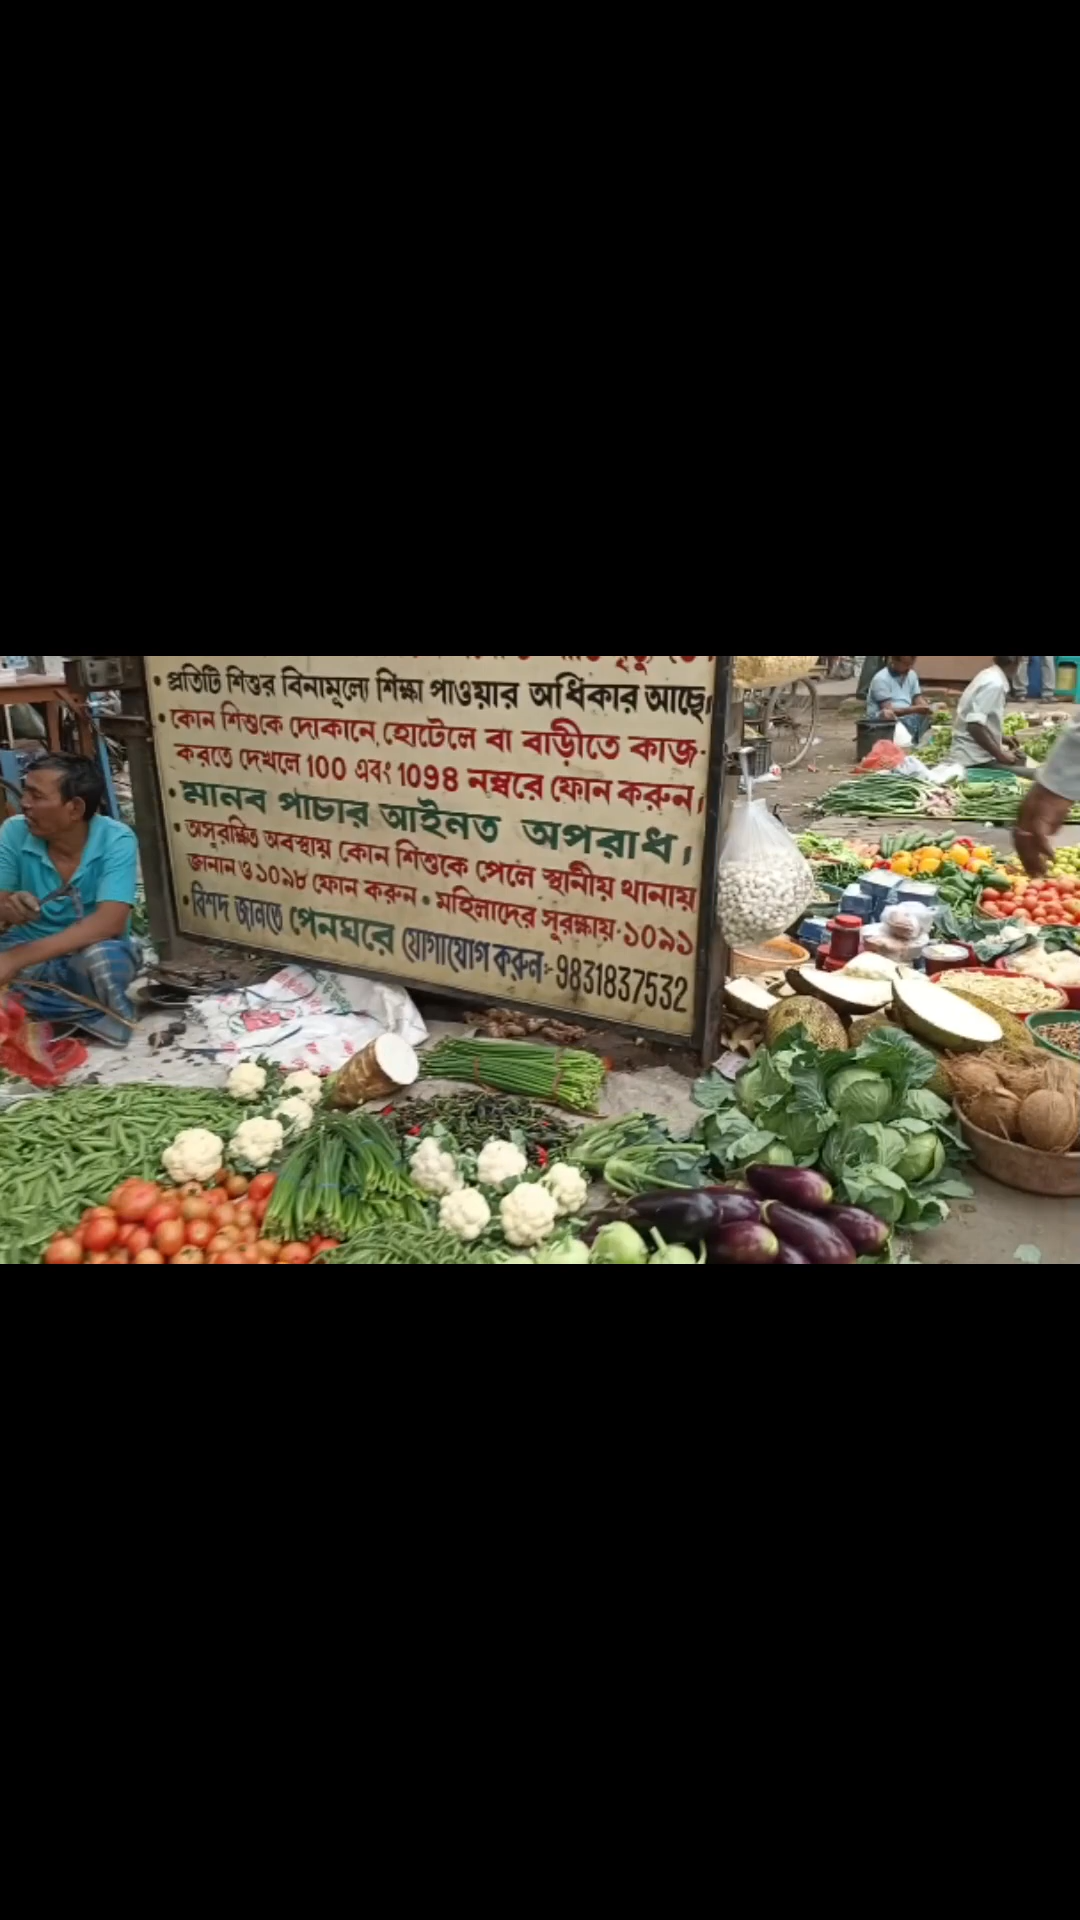 • প্রতিটি শিশুর বিনামূল্যে শিক্ষা পাওয়ার অধিকার আছে।
• কোন শিশুকে দোকানে, হোটেলে বা বাড়ীতে কাজ
করতে দেখলে 100 এবং 1098 নম্বরে ফোন করুন।
• মানব পাচার আইনত অপরাধ।
• অসুরক্ষিত অবস্থায় কোন শিশুকে পেলে স্থানীয় থানায়
জানান ও ১০৯৮ ফোন করুন • মহিলাদের সুরক্ষায় - ১০৯১
• বিশদ জানতে পেনঘরে যোগাযোগ করুন:- 9831837532